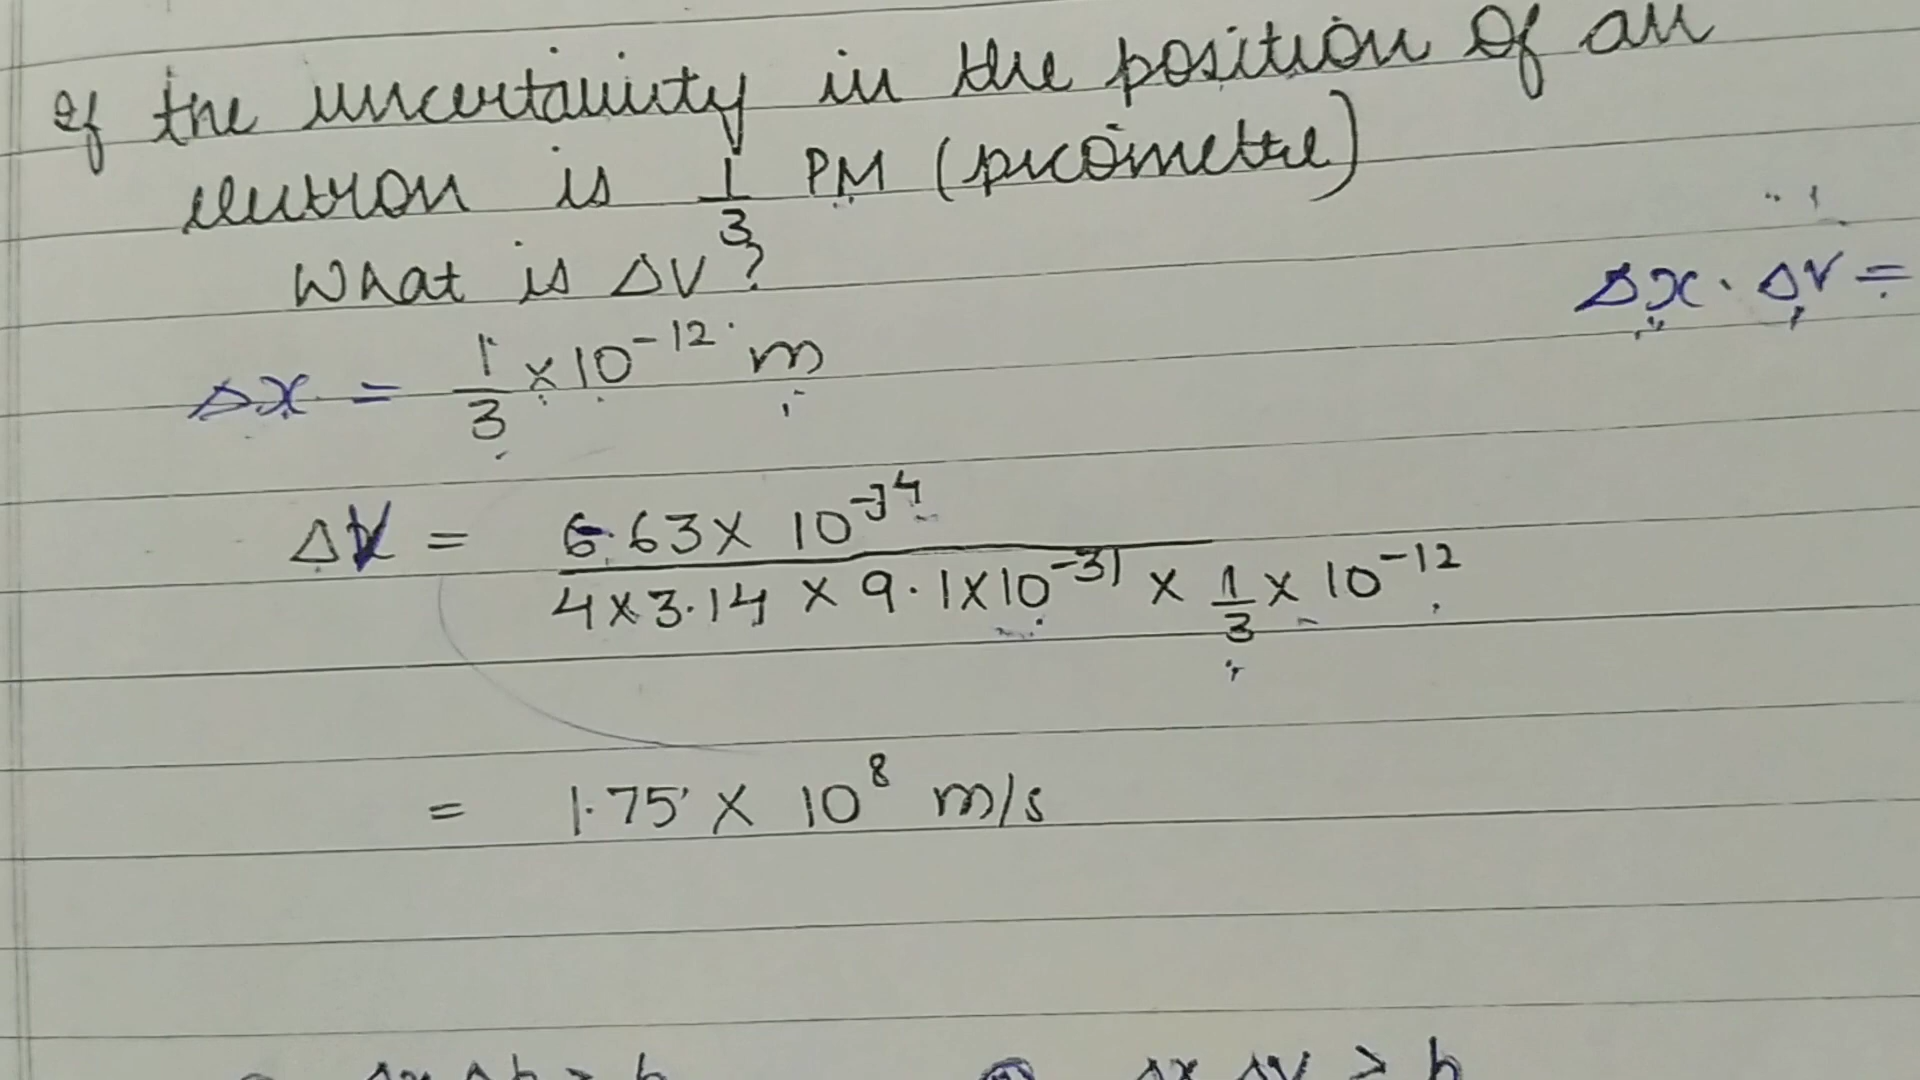 If the uncertainity in the position of an
electron is 1/3 PM (picometre)
What is ΔV?
Δx · ΔV =
Δx = 1/3 × 10⁻¹² m
ΔV = 6.63 × 10⁻³⁴ / 4 × 3.14 × 9.1 × 10⁻³¹ × 1/3 × 10⁻¹²
= 1.75 × 10⁸ m/s